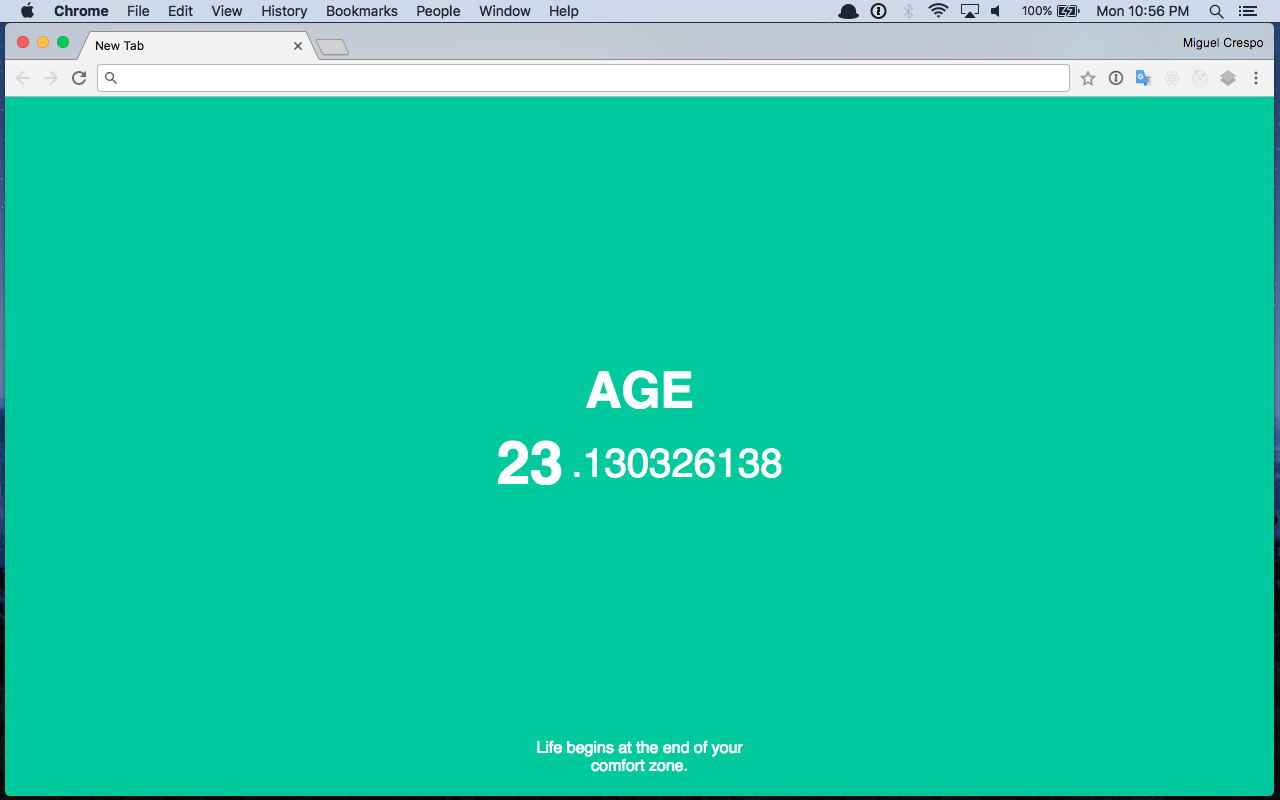 Chrome File Edit View History Bookmarks People Window Help 100% Mon 10:56 PM
New Tab Miguel Crespo
AGE
23 .130326138
Life begins at the end of your
comfort zone.